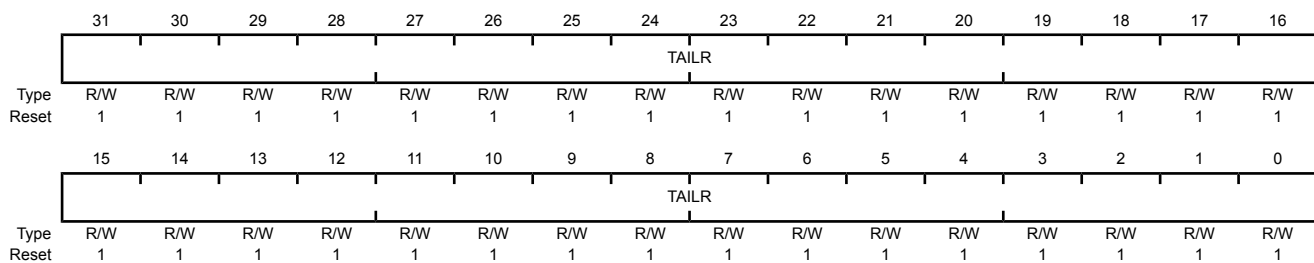 31 30 29 28 27 26 25 24 23 22 21 20 19 18 17 16
TAILR
Type R/W R/W R/W R/W R/W R/W R/W R/W R/W R/W R/W R/W R/W R/W R/W R/W
Reset 1 1 1 1 1 1 1 1 1 1 1 1 1 1 1 1
15 14 13 12 11 10 9 8 7 6 5 4 3 2 1 0
TAILR
Type R/W R/W R/W R/W R/W R/W R/W R/W R/W R/W R/W R/W R/W R/W R/W R/W
Reset 1 1 1 1 1 1 1 1 1 1 1 1 1 1 1 1